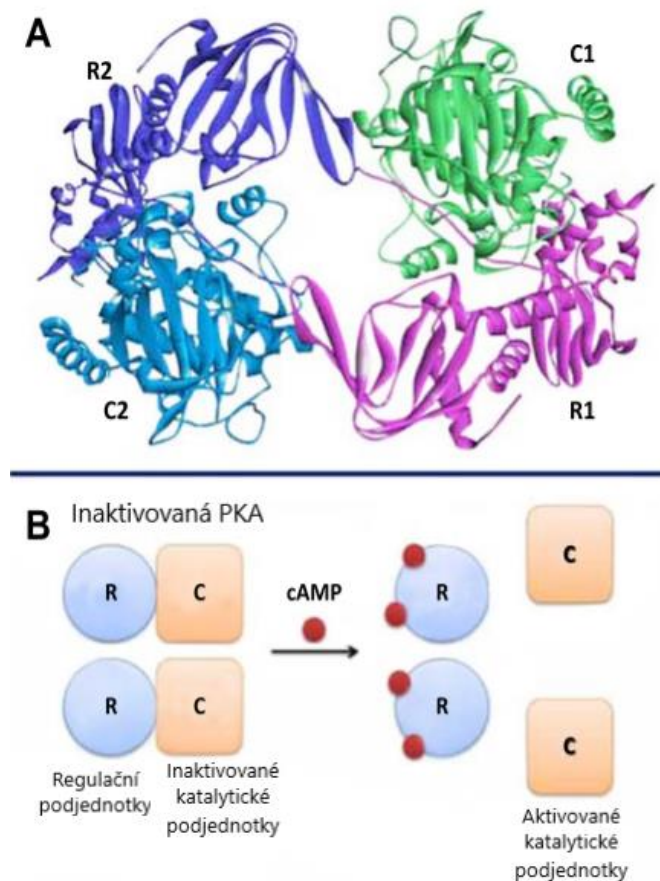 A
R2
C1
C2
R1
B
Inaktivovaná PKA
R
C
cAMP
R
C
R
C
R
C
Regulační
podjednotky
Inaktivované
katalytické
podjednotky
Aktivované
katalytické
podjednotky